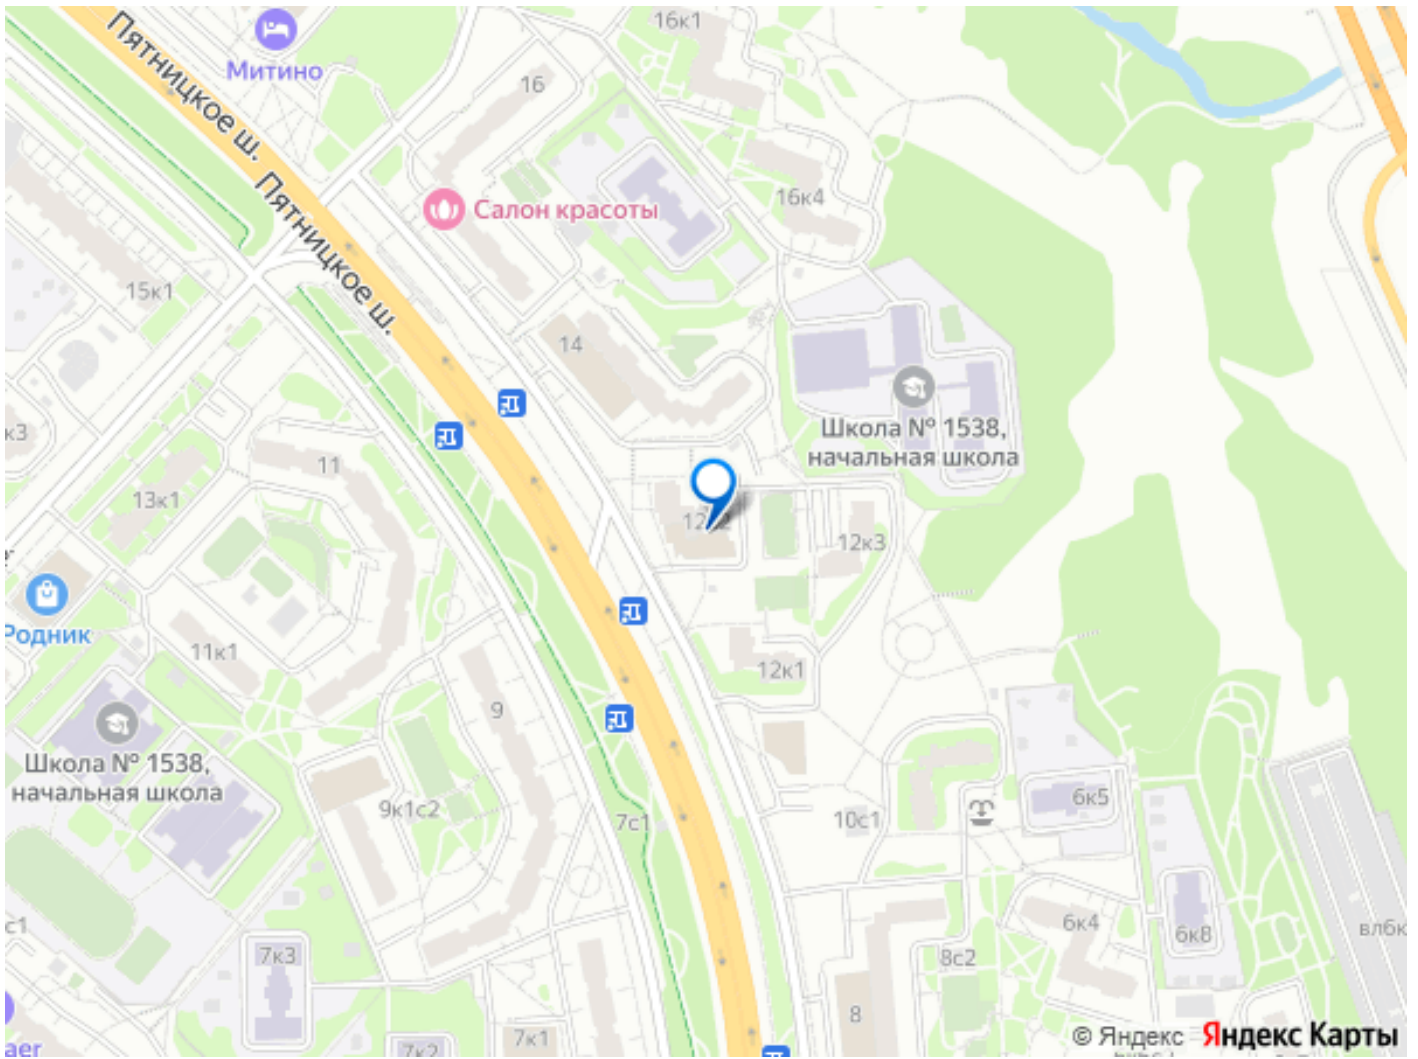 16к1
Митино
Пятницкое ш.
16
Пятницкое ш.
16к4
Салон красоты
15к1
14
Школа № 1538,
начальная школа
к3
11
13к1
12к3
Родник
11к1
12к1
9
Школа № 1538,
начальная школа
9к1с2
7с1
10с1
6к5
с1
7к3
6к4
6к8
влбк
8с2
8
7к1
7к2
aer
© Яндекс Яндекс Карты